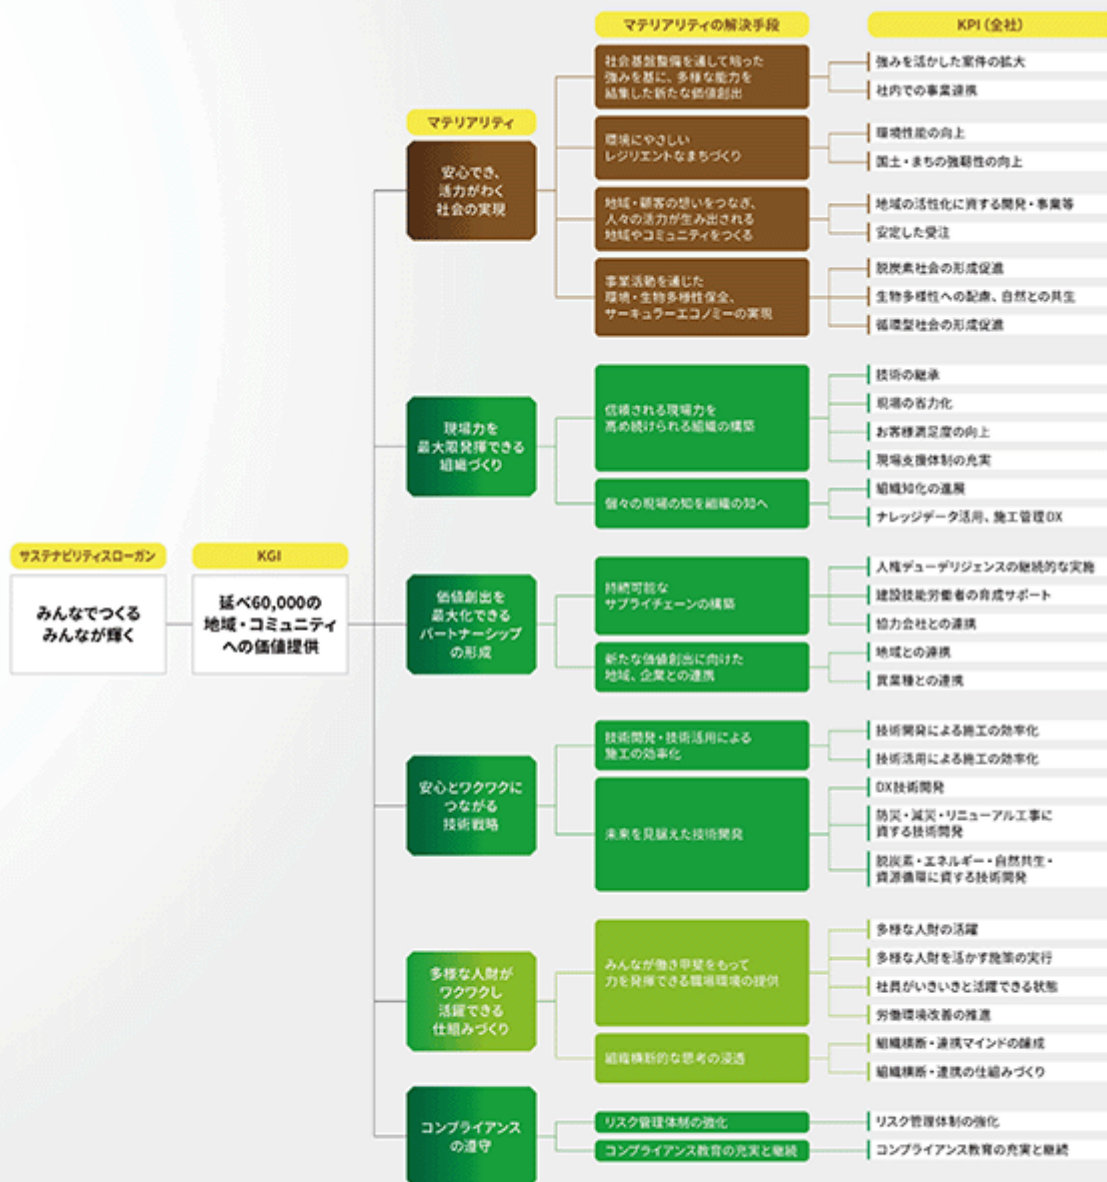 サステナビリティスローガン
みんなでつくる
みんなが輝く
KGI
延べ60,000の
地域・コミュニティ
への価値提供
マテリアリティ
安心でき、
活力がわく
社会の実現
現場力を
最大限発揮できる
組織づくり
価値創出を
最大化できる
パートナーシップ
の形成
安心とワクワクに
つながる
技術戦略
多様な人財が
ワクワクし
活躍できる
仕組みづくり
コンプライアンス
の遵守
マテリアリティの解決手段
社会基盤整備を通して培った
強みを基に、多様な能力を
結集した新たな価値創出
環境にやさしい
レジリエントなまちづくり
地域・顧客の想いをつなぎ、
人々の活力が生み出される
地域やコミュニティをつくる
事業活動を通じた
環境・生物多様性保全、
サーキュラーエコノミーの実現
信頼される現場力を
高め続けられる組織の構築
個々の現場の知を組織の知へ
持続可能な
サプライチェーンの構築
新たな価値創出に向けた
地域、企業との連携
技術開発・技術活用による
施工の効率化
未来を見据えた技術開発
みんなが働き甲斐をもって
力を発揮できる職場環境の提供
組織横断的な思考の浸透
リスク管理体制の強化
コンプライアンス教育の充実と継続
KPI（全社）
強みを活かした案件の拡大
社内での事業連携
環境性能の向上
国土・まちの強靭性の向上
地域の活性化に資する開発・事業等
安定した受注
脱炭素社会の形成促進
生物多様性への配慮、自然との共生
循環型社会の形成促進
技術の継承
現場の省力化
お客様満足度の向上
現場支援体制の充実
組織知化の進展
ナレッジデータ活用、施工管理DX
人権デューデリジェンスの継続的な実施
建設技能労働者の育成サポート
協力会社との連携
地域との連携
異業種との連携
技術開発による施工の効率化
技術活用による施工の効率化
DX技術開発
防災・減災・リニューアル工事に
資する技術開発
脱炭素・エネルギー・自然共生・
資源循環に資する技術開発
多様な人財の活躍
多様な人財を活かす施策の実行
社員がいきいきと活躍できる状態
労働環境改善の推進
組織横断・連携マインドの醸成
組織横断・連携の仕組みづくり
リスク管理体制の強化
コンプライアンス教育の充実と継続